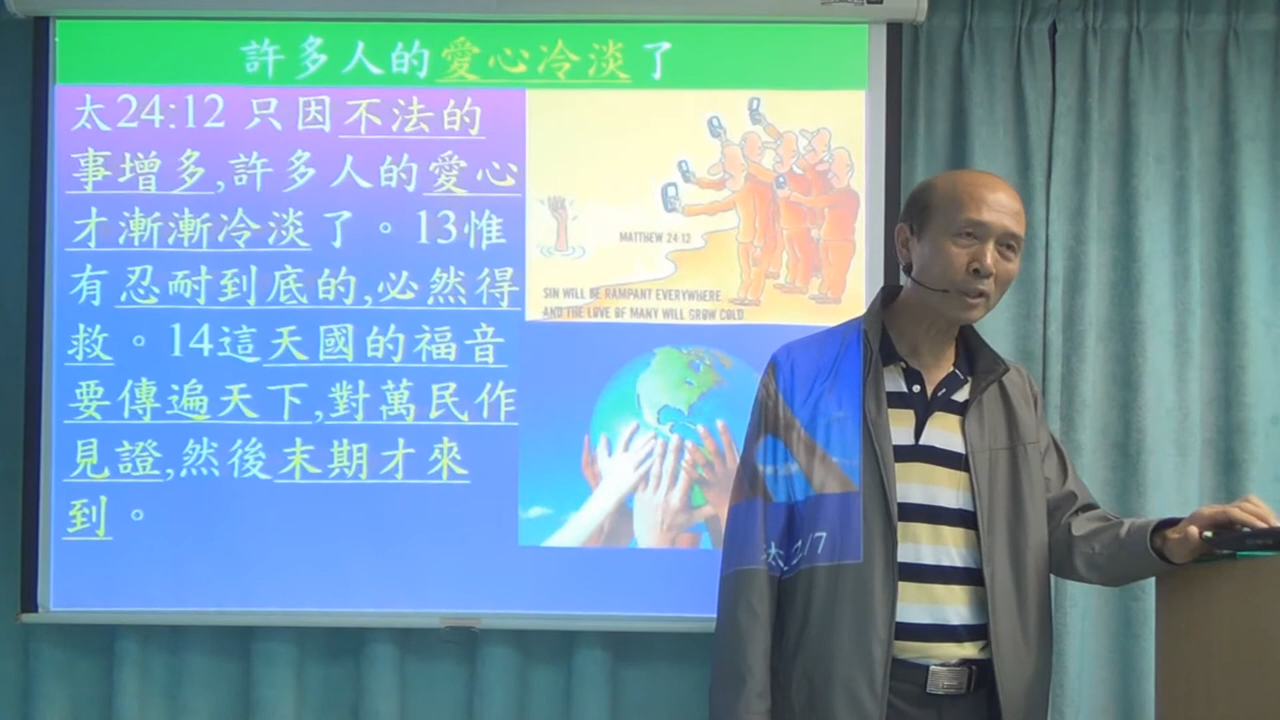 許多人的愛心冷淡了
太24:12 只因不法的
事增多,許多人的愛心
才漸漸冷淡了。13惟
有忍耐到底的,必然得
救。14這天國的福音
要傳遍天下,對萬民作
見證,然後末期才來
到。
MATTHEW 24:12
SIN WILL BE RAMPANT EVERYWHERE
AND THE LOVE OF MANY WILL GROW COLD